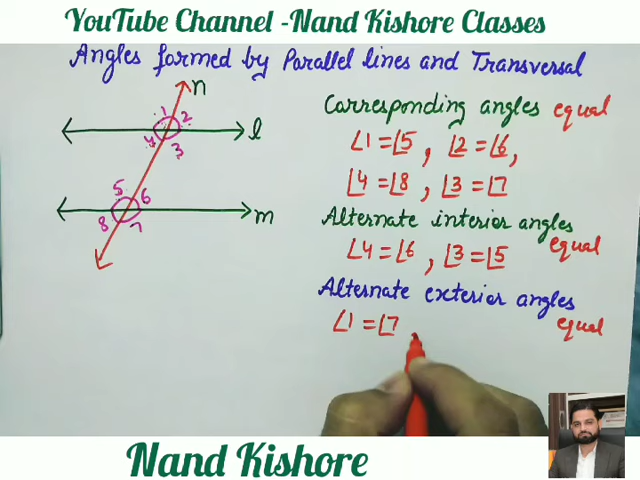 YouTube Channel -Nand Kishore Classes
Angles formed by Parallel lines and Transversal
n
1 2
l
4 3
5 6
m
8 7
Corresponding angles equal
∠1 = ∠5 , ∠2 = ∠6,
∠4 = ∠8 , ∠3 = ∠7
Alternate interior angles
equal
∠4 = ∠6 , ∠3 = ∠5
Alternate exterior angles
equal
∠1 = ∠7
Nand Kishore